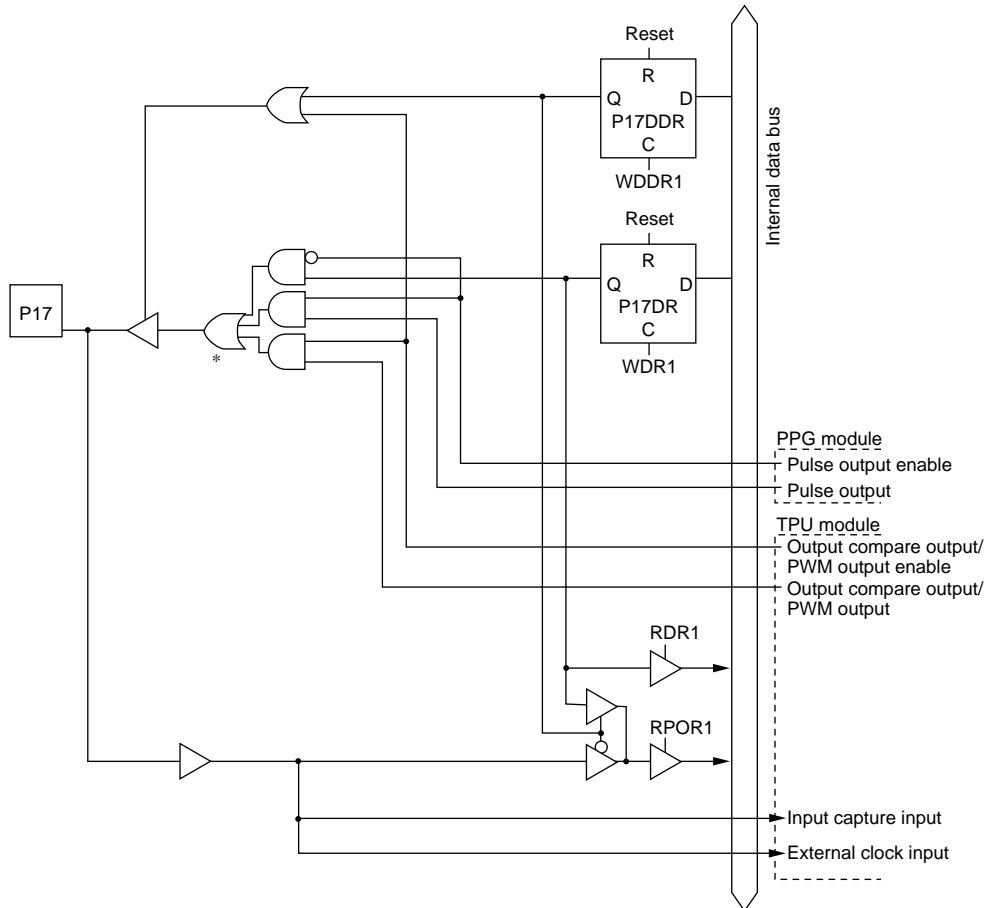 Reset
R
Q
D
P17DDR
C
WDDR1
Internal data bus
Reset
R
Q
D
P17DR
C
WDR1
P17
*
PPG module
Pulse output enable
Pulse output
TPU module
Output compare output/
PWM output enable
Output compare output/
PWM output
RDR1
RPOR1
Input capture input
External clock input